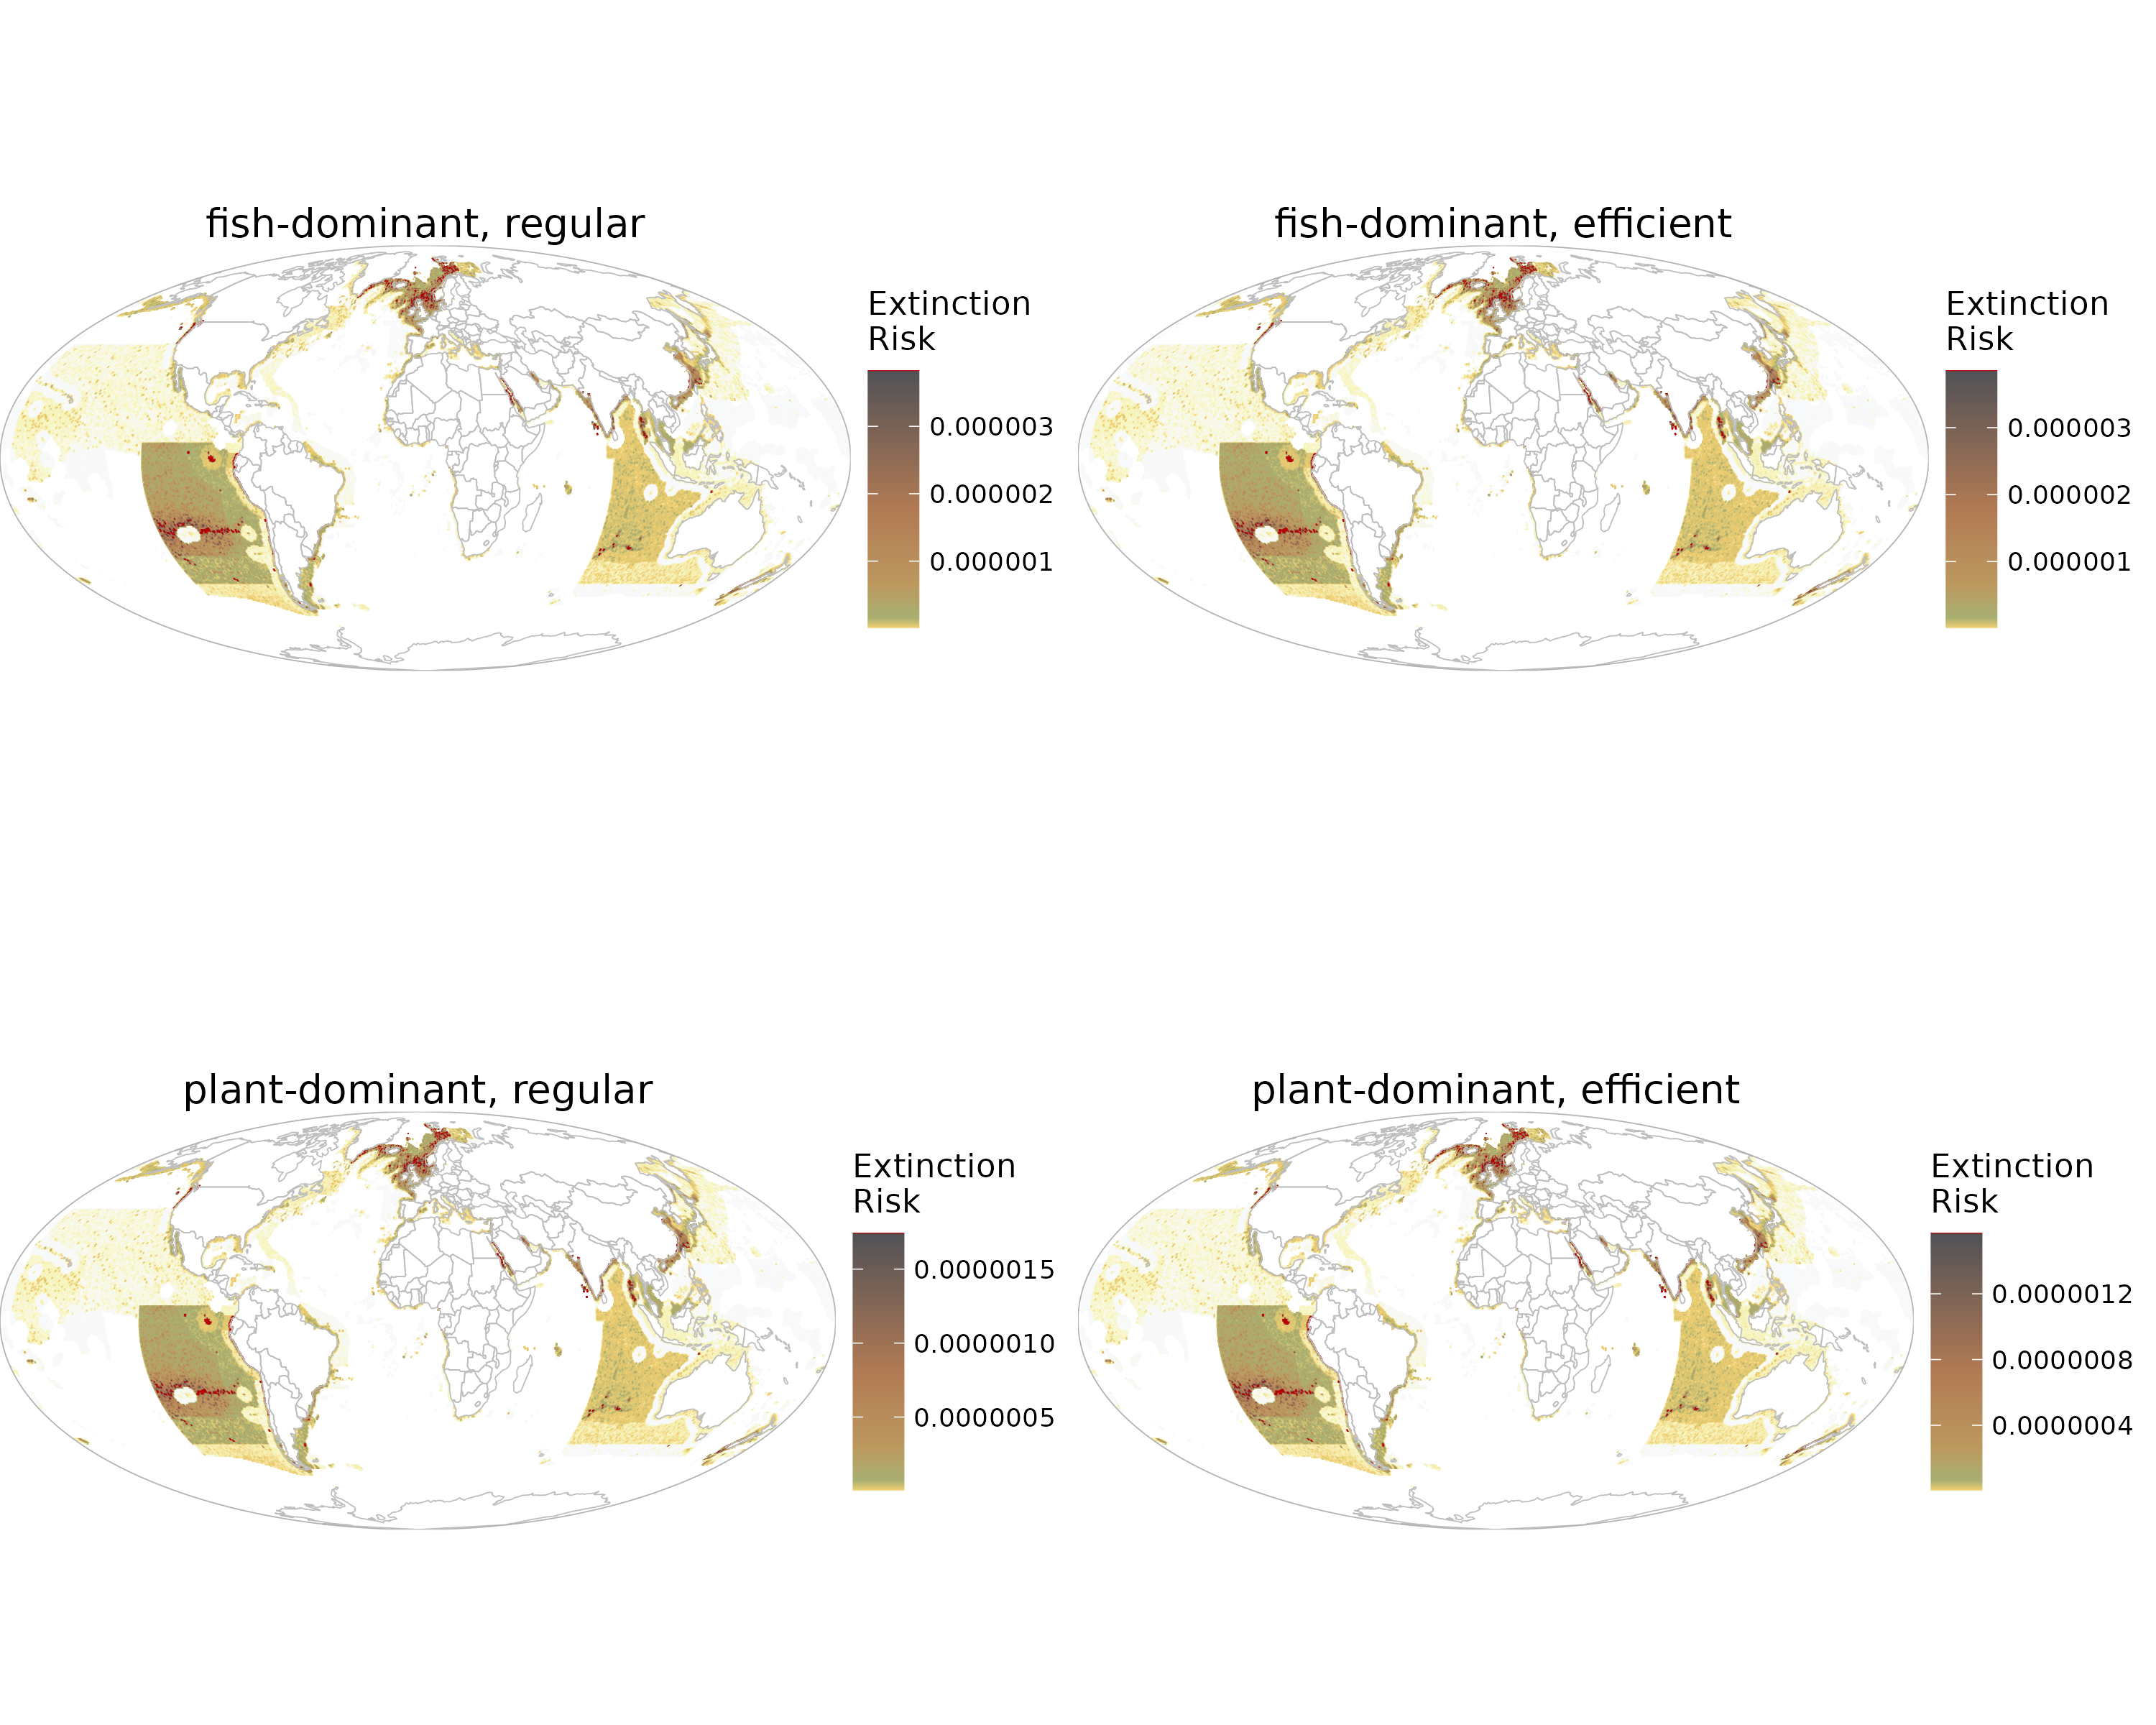 fish-dominant, regular
Extinction
Risk
0.000003
0.000002
0.000001
fish-dominant, efficient
Extinction
Risk
0.000003
0.000002
0.000001
plant-dominant, regular
Extinction
Risk
0.0000015
0.0000010
0.0000005
plant-dominant, efficient
Extinction
Risk
0.0000012
0.0000008
0.0000004